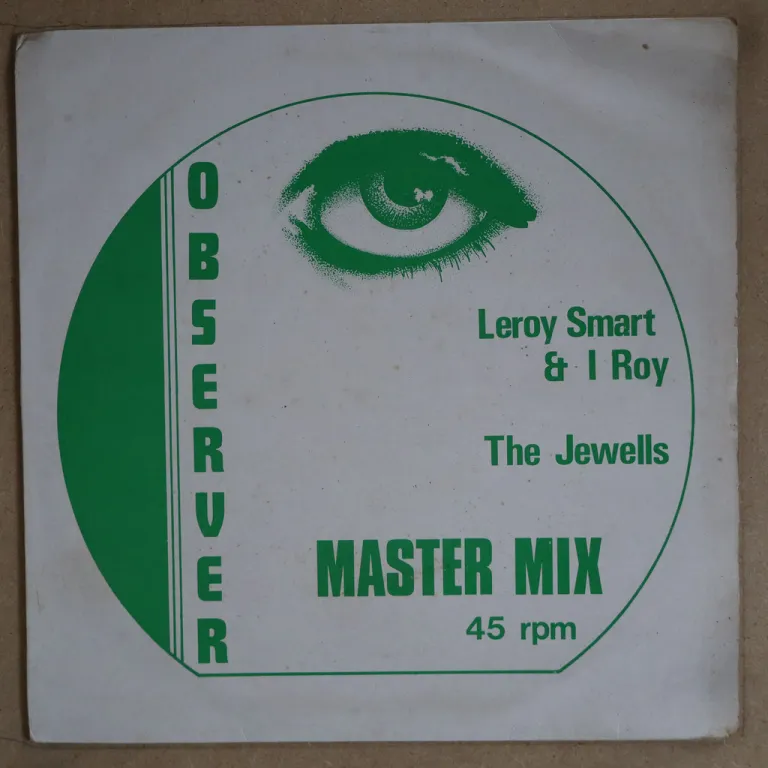 OBSERVER
Leroy Smart
& I Roy
The Jewells
MASTER MIX
45 rpm